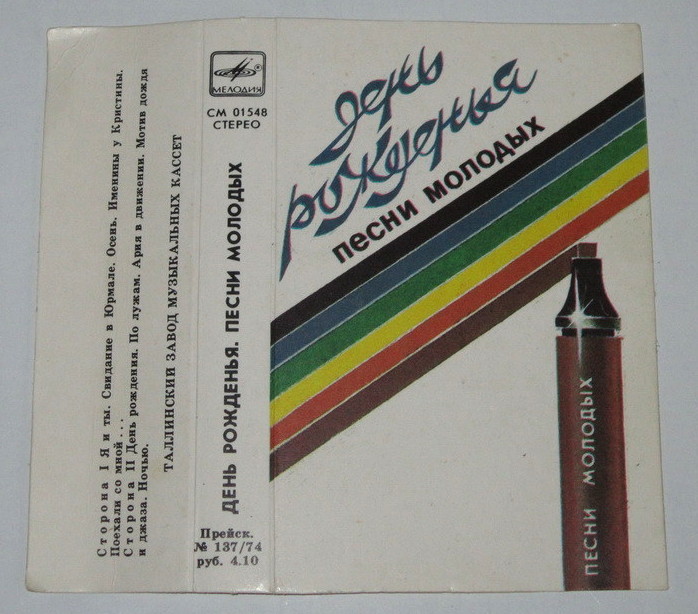 Сторона I Я и ты. Свидание в Юрмале. Осень. Именины у Кристины.
Поехали со мной...
Сторона II День рождения. По лужам. Ария в движении. Мотив дождя
и джаза. Ночью.
ТАЛЛИНСКИЙ ЗАВОД МУЗЫКАЛЬНЫХ КАССЕТ
МЕЛОДИЯ
СМ 01548
СТЕРЕО
ДЕНЬ РОЖДЕНЬЯ. ПЕСНИ МОЛОДЫХ
Прейск.
№ 137/74
руб. 4.10
День
рожденья
песни молодых
ПЕСНИ МОЛОДЫХ